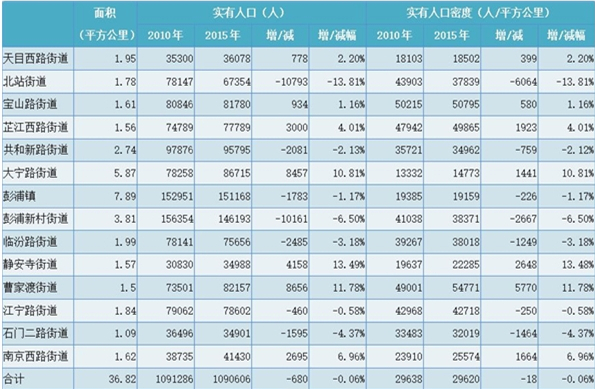 面积 实有人口（人） 实有人口密度（人/平方公里）
（平方公里） 2010年 2015年 增/减 增/减幅 2010年 2015年 增/减 增/减幅
天目西路街道 1.95 35300 36078 778 2.20% 18103 18502 399 2.20%
北站街道 1.78 78147 67354 -10793 -13.81% 43903 37839 -6064 -13.81%
宝山路街道 1.61 80846 81780 934 1.16% 50215 50795 580 1.16%
芷江西路街道 1.56 74789 77789 3000 4.01% 47942 49865 1923 4.01%
共和新路街道 2.74 97876 95795 -2081 -2.13% 35721 34962 -759 -2.12%
大宁路街道 5.87 78258 86715 8457 10.81% 13332 14773 1441 10.81%
彭浦镇 7.89 152951 151168 -1783 -1.17% 19385 19159 -226 -1.17%
彭浦新村街道 3.81 156354 146193 -10161 -6.50% 41038 38371 -2667 -6.50%
临汾路街道 1.99 78141 75656 -2485 -3.18% 39267 38018 -1249 -3.18%
静安寺街道 1.57 30830 34988 4158 13.49% 19637 22285 2648 13.48%
曹家渡街道 1.5 73501 82157 8656 11.78% 49001 54771 5770 11.78%
江宁路街道 1.84 79062 78602 -460 -0.58% 42968 42718 -250 -0.58%
石门二路街道 1.09 36496 34901 -1595 -4.37% 33483 32019 -1464 -4.37%
南京西路街道 1.62 38735 41430 2695 6.96% 23910 25574 1664 6.96%
合计 36.82 1091286 1090606 -680 -0.06% 29638 29620 -18 -0.06%